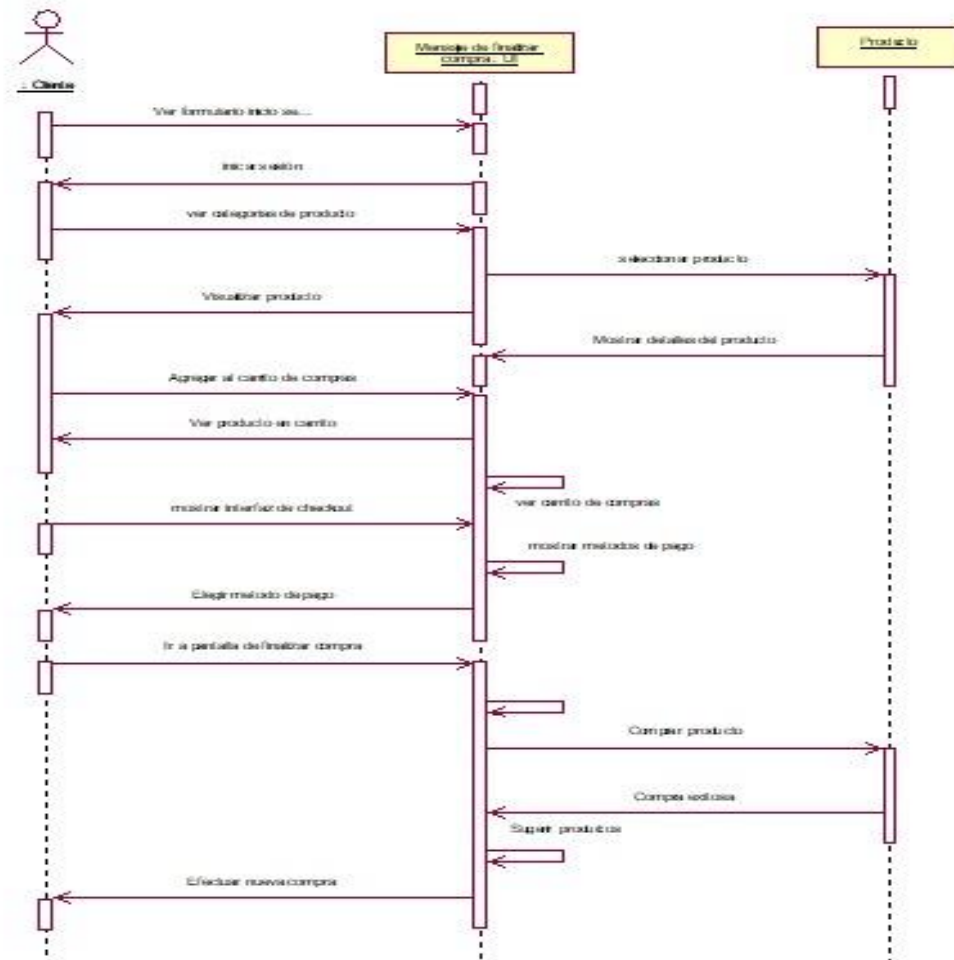 Mensaje de finalizar
compra.: UI
Producto
: Cliente
Ver formulario inicio se...
iniciar sesión
ver categorias de producto
seleccionar producto
Visualizar producto
Mostrar detalles del producto
Agregar al carrito de compras
Ver producto en carrito
ver carrito de compras
mostrar interfaz de checkout
mostrar metodos de pago
Elegir metodo de pago
Ir a pantalla de finalizar compra
Comprar producto
Compra exitosa
Sugerir productos
Efectuar nueva compra